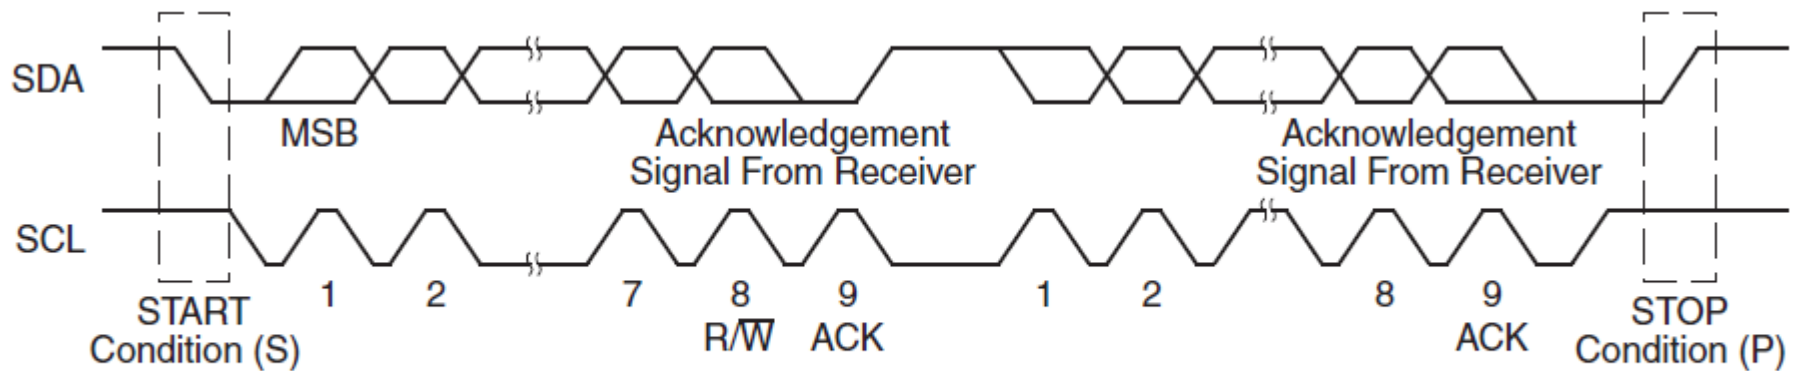 SDA
MSB
Acknowledgement
Signal From Receiver
Acknowledgement
Signal From Receiver
SCL
1 2 7 8 9 1 2 8 9
R/W̅ ACK ACK
START
Condition (S)
STOP
Condition (P)